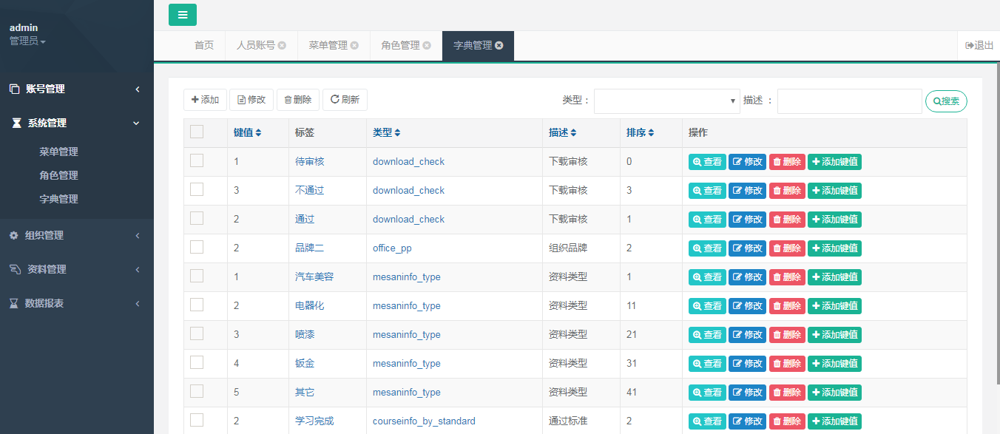 admin
管理员
账号管理
系统管理
菜单管理
角色管理
字典管理
组织管理
资料管理
数据报表
首页 人员账号 菜单管理 角色管理 字典管理 退出
添加 修改 删除 刷新 类型： 描述 ： 搜索
键值 标签 类型 描述 排序 操作
1 待审核 download_check 下载审核 0 查看 修改 删除 添加键值
3 不通过 download_check 下载审核 3 查看 修改 删除 添加键值
2 通过 download_check 下载审核 1 查看 修改 删除 添加键值
2 品牌二 office_pp 组织品牌 2 查看 修改 删除 添加键值
1 汽车美容 mesaninfo_type 资料类型 1 查看 修改 删除 添加键值
2 电器化 mesaninfo_type 资料类型 11 查看 修改 删除 添加键值
3 喷漆 mesaninfo_type 资料类型 21 查看 修改 删除 添加键值
4 钣金 mesaninfo_type 资料类型 31 查看 修改 删除 添加键值
5 其它 mesaninfo_type 资料类型 41 查看 修改 删除 添加键值
2 学习完成 courseinfo_by_standard 通过标准 2 查看 修改 删除 添加键值